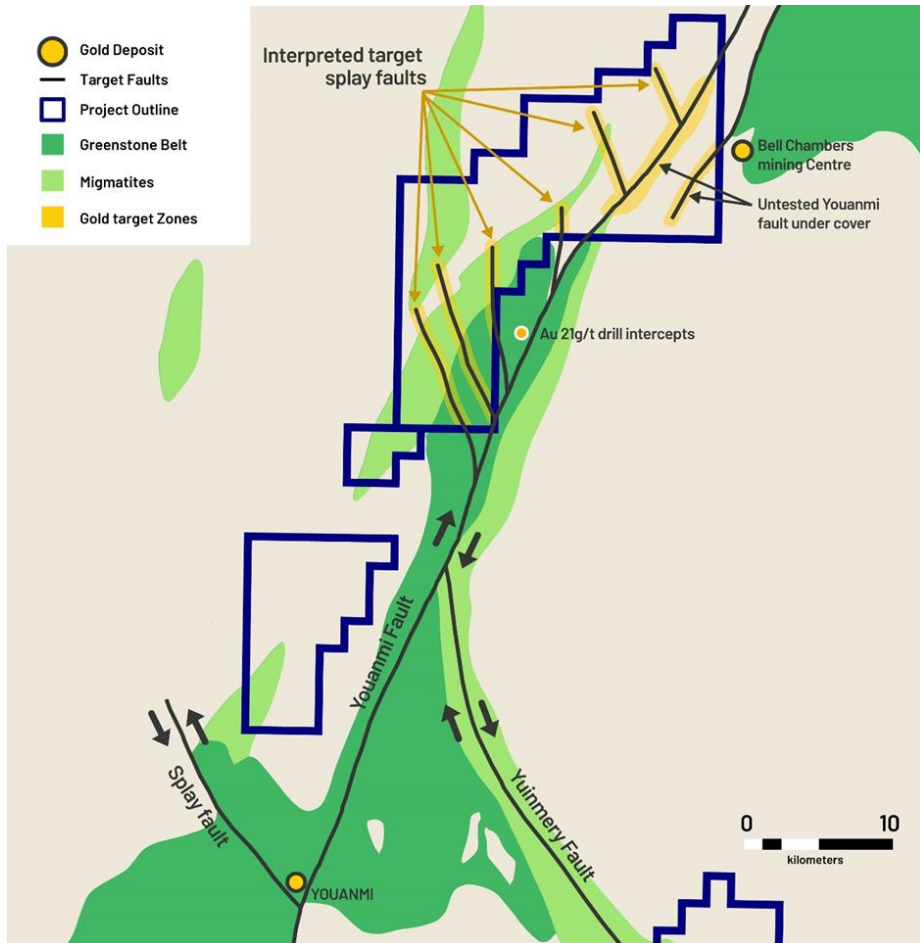 Gold Deposit
Target Faults
Project Outline
Greenstone Belt
Migmatites
Gold target Zones
Interpreted target
splay faults
Bell Chambers
mining Centre
Untested Youanmi
fault under cover
Au 21g/t drill intercepts
Youanmi Fault
Splay fault
Yuinmery Fault
YOUANMI
0 10
kilometers